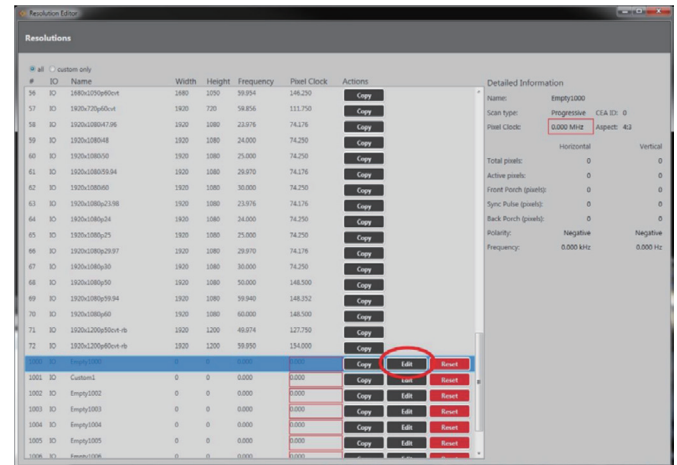 Resolution Editor
Resolutions
all custom only
# IO Name Width Height Frequency Pixel Clock Actions
56 IO 1680x1050p60cvt 1680 1050 59.954 146.250 Copy
57 IO 1920x720p60cvt 1920 720 59.856 111.750 Copy
58 IO 1920x1080i47.96 1920 1080 23.976 74.176 Copy
59 IO 1920x1080i48 1920 1080 24.000 74.250 Copy
60 IO 1920x1080i50 1920 1080 25.000 74.250 Copy
61 IO 1920x1080i59.94 1920 1080 29.970 74.176 Copy
62 IO 1920x1080i60 1920 1080 30.000 74.250 Copy
63 IO 1920x1080p23.98 1920 1080 23.976 74.176 Copy
64 IO 1920x1080p24 1920 1080 24.000 74.250 Copy
65 IO 1920x1080p25 1920 1080 25.000 74.250 Copy
66 IO 1920x1080p29.97 1920 1080 29.970 74.176 Copy
67 IO 1920x1080p30 1920 1080 30.000 74.250 Copy
68 IO 1920x1080p50 1920 1080 50.000 148.500 Copy
69 IO 1920x1080p59.94 1920 1080 59.940 148.352 Copy
70 IO 1920x1080p60 1920 1080 60.000 148.500 Copy
71 IO 1920x1200p50cvt-rb 1920 1200 49.974 127.750 Copy
72 IO 1920x1200p60cvt-rb 1920 1200 59.950 154.000 Copy
1000 IO Empty1000 0 0 0.000 0.000 Copy Edit Reset
1001 IO Custom1 0 0 0.000 0.000 Copy Edit Reset
1002 IO Empty1002 0 0 0.000 0.000 Copy Edit Reset
1003 IO Empty1003 0 0 0.000 0.000 Copy Edit Reset
1004 IO Empty1004 0 0 0.000 0.000 Copy Edit Reset
1005 IO Empty1005 0 0 0.000 0.000 Copy Edit Reset
1006 IO Empty1006 0 0 0.000 0.000 Copy Edit Reset
Detailed Information
Name: Empty1000
Scan type: Progressive CEA ID: 0
Pixel Clock: 0.000 MHz Aspect: 4:3
Horizontal Vertical
Total pixels: 0 0
Active pixels: 0 0
Front Porch (pixels): 0 0
Sync Pulse (pixels): 0 0
Back Porch (pixels): 0 0
Polarity: Negative Negative
Frequency: 0.000 kHz 0.000 Hz